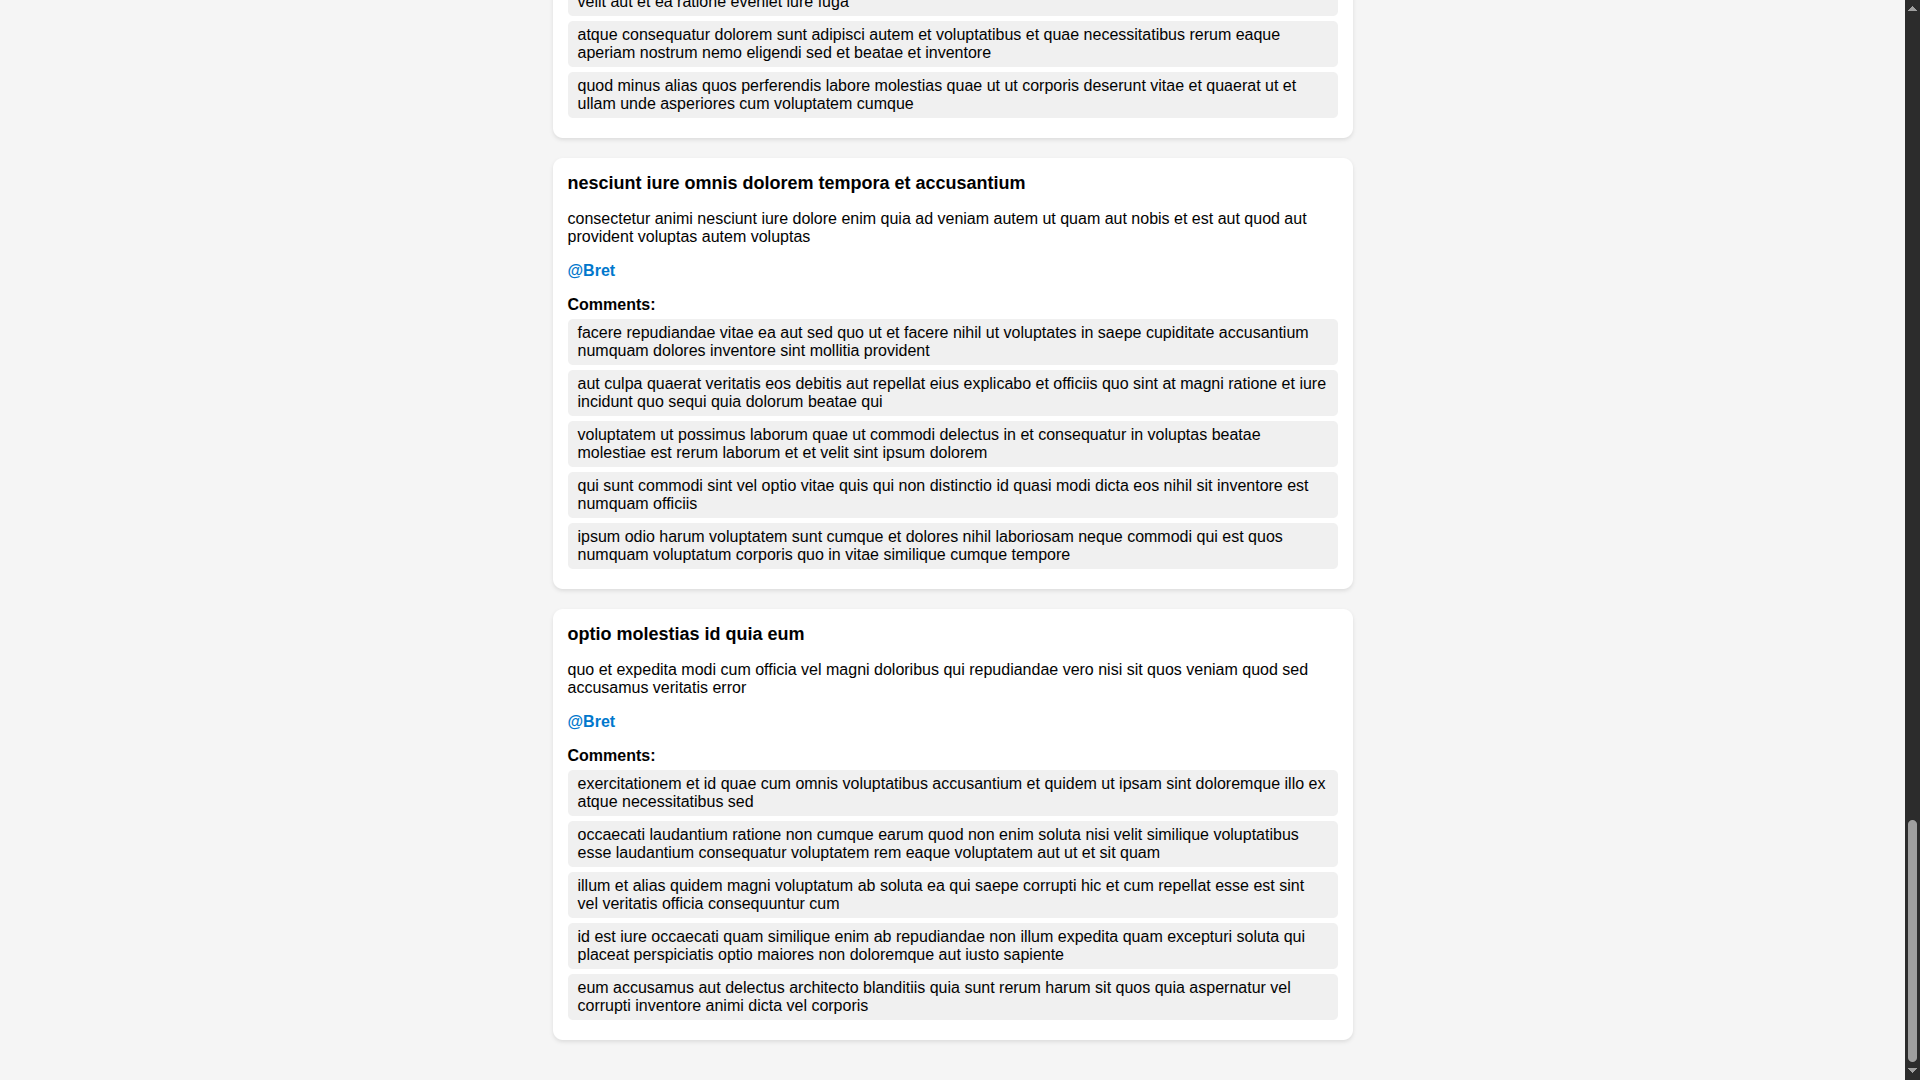 velit aut et ea ratione eveniet iure fuga
atque consequatur dolorem sunt adipisci autem et voluptatibus et quae necessitatibus rerum eaque
aperiam nostrum nemo eligendi sed et beatae et inventore
quod minus alias quos perferendis labore molestias quae ut ut corporis deserunt vitae et quaerat ut et
ullam unde asperiores cum voluptatem cumque
nesciunt iure omnis dolorem tempora et accusantium
consectetur animi nesciunt iure dolore enim quia ad veniam autem ut quam aut nobis et est aut quod aut
provident voluptas autem voluptas
@Bret
Comments:
facere repudiandae vitae ea aut sed quo ut et facere nihil ut voluptates in saepe cupiditate accusantium
numquam dolores inventore sint mollitia provident
aut culpa quaerat veritatis eos debitis aut repellat eius explicabo et officiis quo sint at magni ratione et iure
incidunt quo sequi quia dolorum beatae qui
voluptatem ut possimus laborum quae ut commodi delectus in et consequatur in voluptas beatae
molestiae est rerum laborum et et velit sint ipsum dolorem
qui sunt commodi sint vel optio vitae quis qui non distinctio id quasi modi dicta eos nihil sit inventore est
numquam officiis
ipsum odio harum voluptatem sunt cumque et dolores nihil laboriosam neque commodi qui est quos
numquam voluptatum corporis quo in vitae similique cumque tempore
optio molestias id quia eum
quo et expedita modi cum officia vel magni doloribus qui repudiandae vero nisi sit quos veniam quod sed
accusamus veritatis error
@Bret
Comments:
exercitationem et id quae cum omnis voluptatibus accusantium et quidem ut ipsam sint doloremque illo ex
atque necessitatibus sed
occaecati laudantium ratione non cumque earum quod non enim soluta nisi velit similique voluptatibus
esse laudantium consequatur voluptatem rem eaque voluptatem aut ut et sit quam
illum et alias quidem magni voluptatum ab soluta ea qui saepe corrupti hic et cum repellat esse est sint
vel veritatis officia consequuntur cum
id est iure occaecati quam similique enim ab repudiandae non illum expedita quam excepturi soluta qui
placeat perspiciatis optio maiores non doloremque aut iusto sapiente
eum accusamus aut delectus architecto blanditiis quia sunt rerum harum sit quos quia aspernatur vel
corrupti inventore animi dicta vel corporis